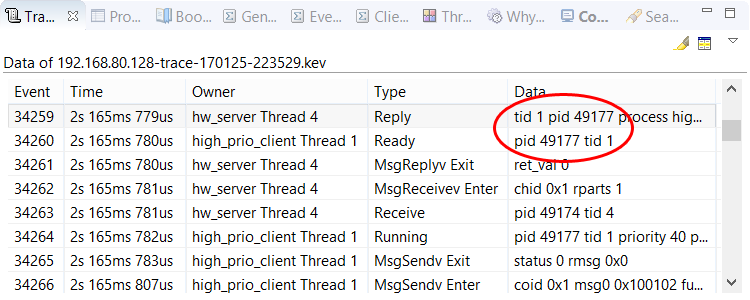 Tra... Pro... Boo... Gen... Eve... CPU... Clie... Thr... Why... Co... Sea...
Data of 192.168.80.128-trace-170125-223529.kev
Event Time Owner Type Data
34259 2s 165ms 779us hw_server Thread 4 Reply tid 1 pid 49177 process hig...
34260 2s 165ms 780us high_prio_client Thread 1 Ready pid 49177 tid 1
34261 2s 165ms 780us hw_server Thread 4 MsgReplyv Exit ret_val 0
34262 2s 165ms 781us hw_server Thread 4 MsgReceivev Enter chid 0x1 rparts 1
34263 2s 165ms 781us hw_server Thread 4 Receive pid 49174 tid 4
34264 2s 165ms 782us high_prio_client Thread 1 Running pid 49177 tid 1 priority 40 p...
34265 2s 165ms 783us high_prio_client Thread 1 MsgSendv Exit status 0 rmsg 0x0
34266 2s 165ms 807us high_prio_client Thread 1 MsgSendv Enter coid 0x1 msg0 0x100102 fu...